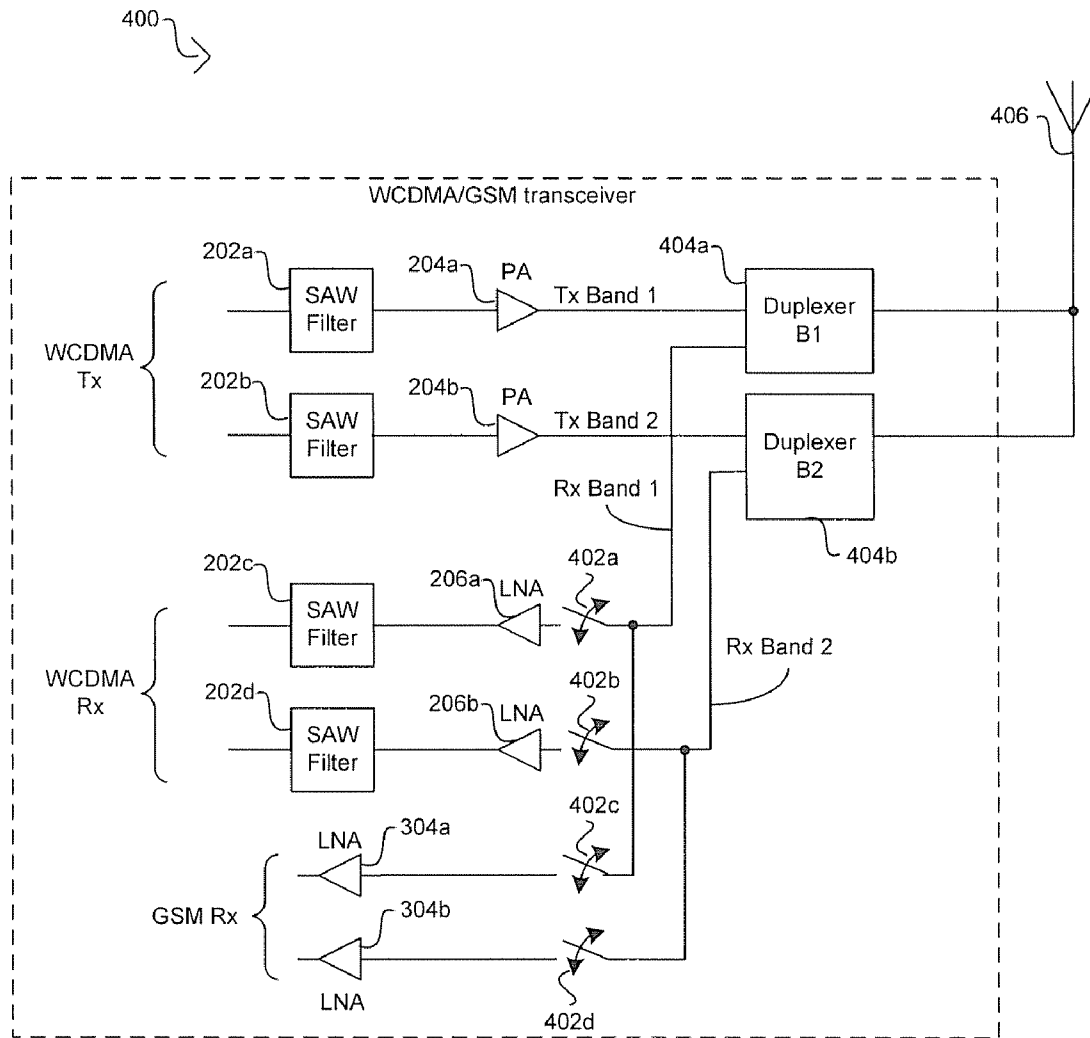 400
406
WCDMA/GSM transceiver
202a
SAW
Filter
204a
PA
Tx Band 1
404a
Duplexer
B1
WCDMA
Tx
202b
SAW
Filter
204b
PA
Tx Band 2
Duplexer
B2
404b
Rx Band 1
202c
SAW
Filter
206a
LNA
402a
WCDMA
Rx
202d
SAW
Filter
206b
LNA
402b
Rx Band 2
402c
LNA
304a
GSM Rx
304b
LNA
402d